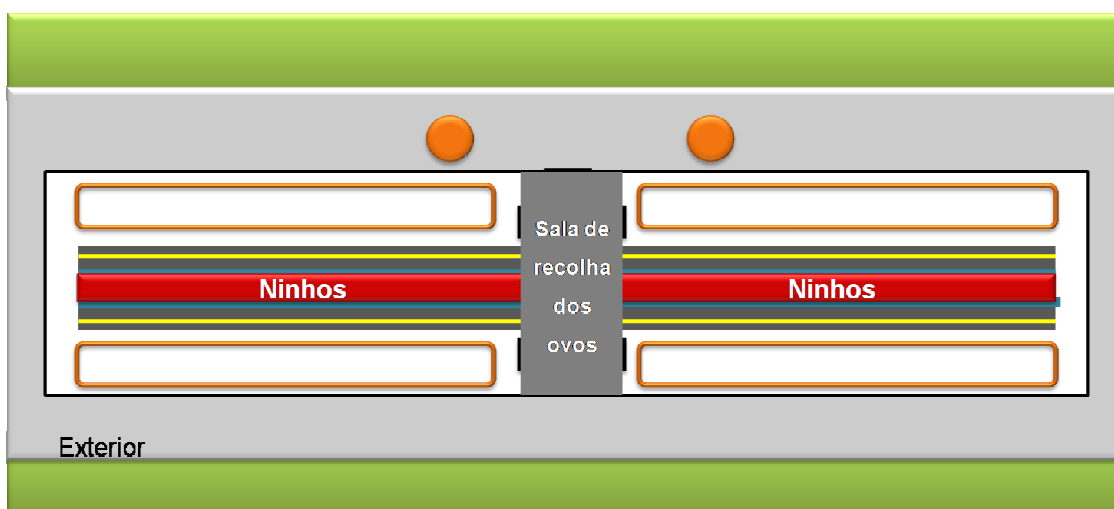 Sala de
recolha
dos
ovos
Ninhos
Ninhos
Exterior